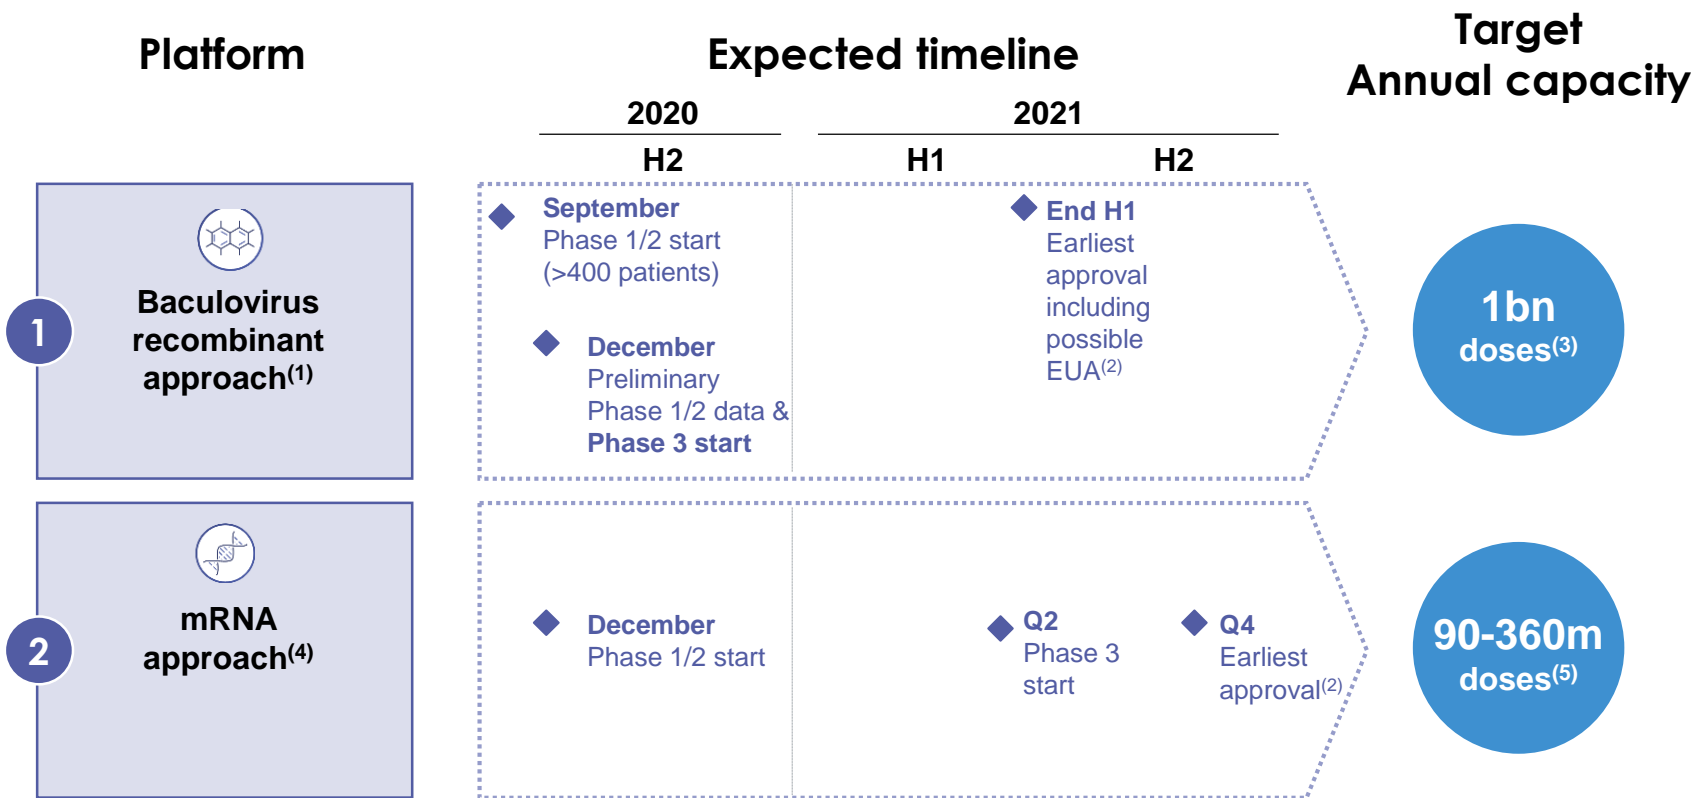 Platform
Expected timeline
Target
Annual capacity
2020
2021
H2
H1
H2
1
Baculovirus
recombinant
approach(1)
September
Phase 1/2 start
(>400 patients)
December
Preliminary
Phase 1/2 data &
Phase 3 start
End H1
Earliest
approval
including
possible
EUA(2)
1bn
doses(3)
2
mRNA
approach(4)
December
Phase 1/2 start
Q2
Phase 3
start
Q4
Earliest
approval(2)
90-360m
doses(5)